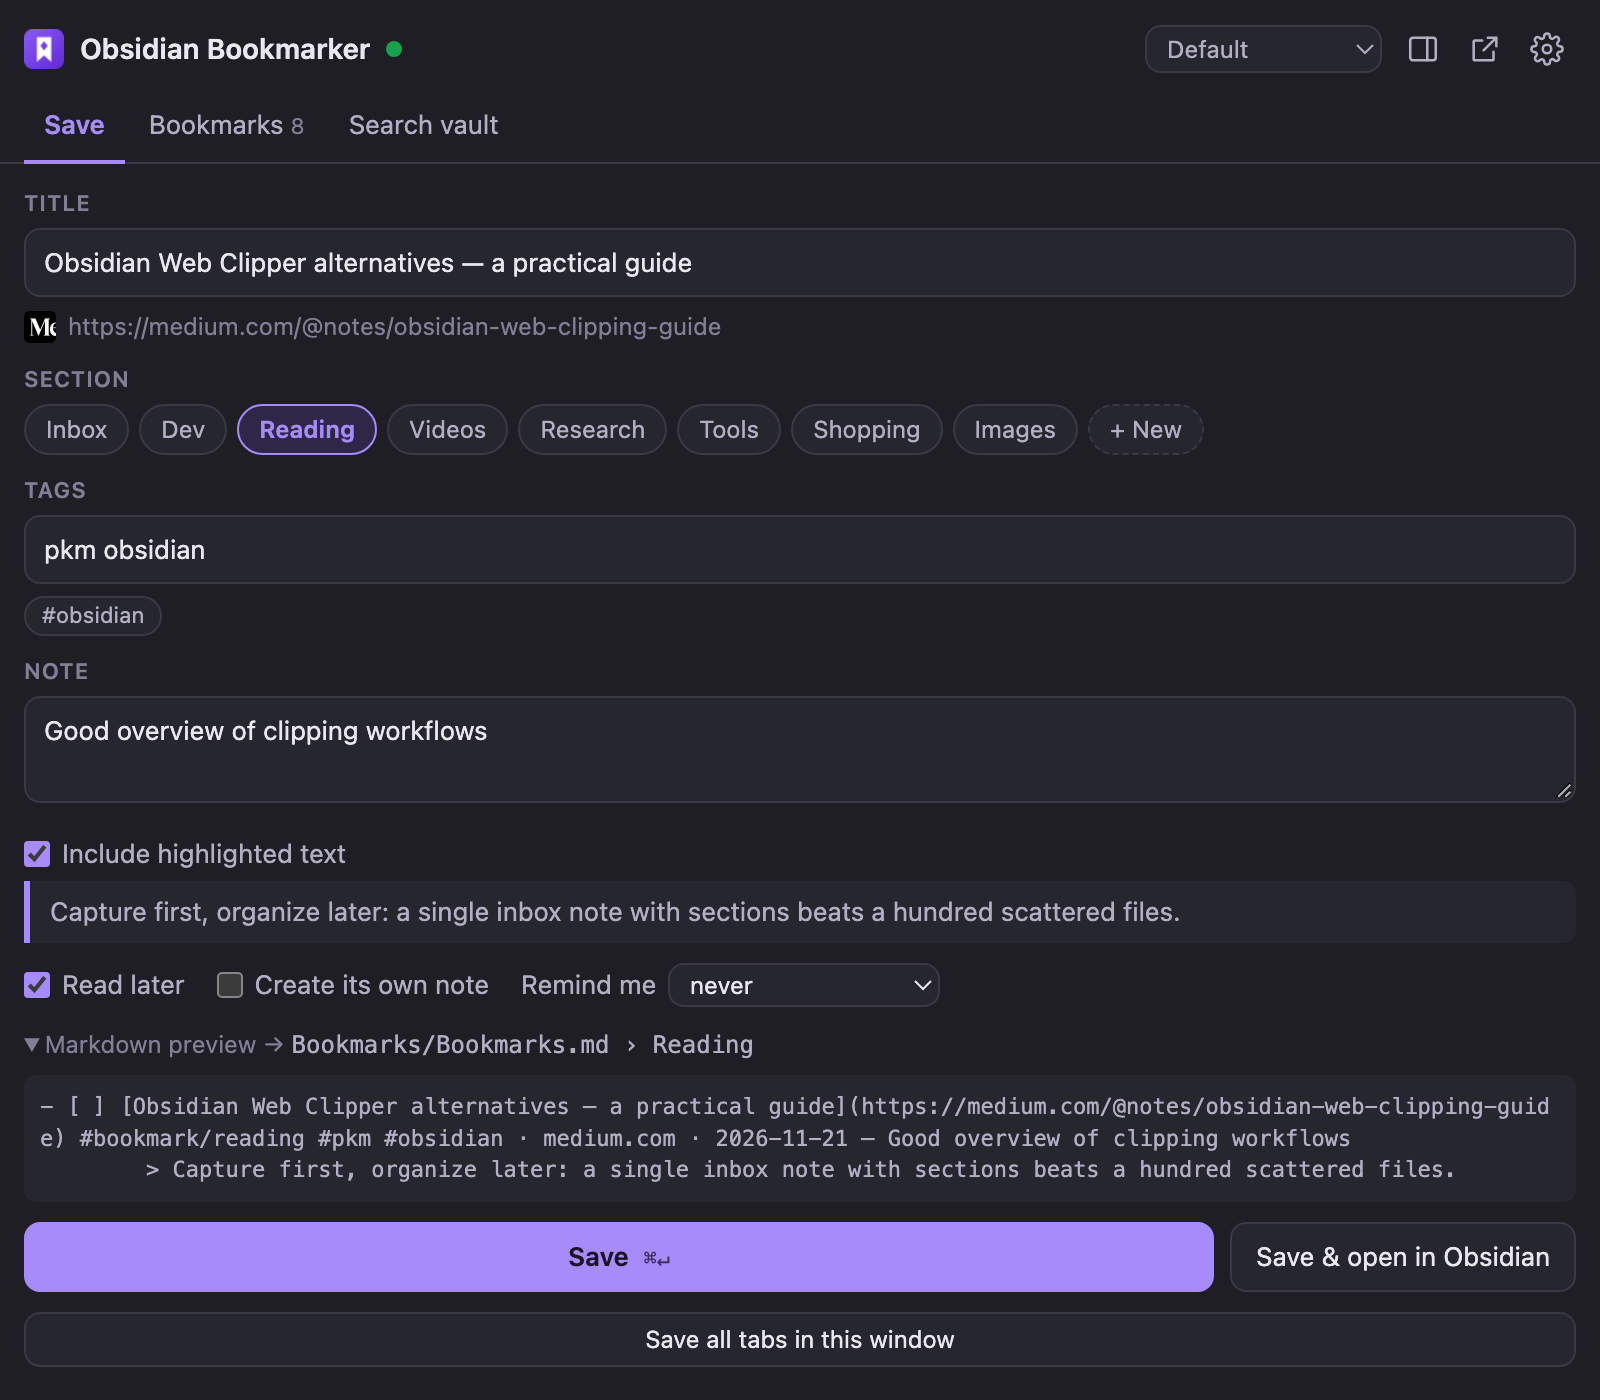 Obsidian Bookmarker
Default
Save
Bookmarks 8
Search vault
TITLE
Obsidian Web Clipper alternatives — a practical guide
Me https://medium.com/@notes/obsidian-web-clipping-guide
SECTION
Inbox
Dev
Reading
Videos
Research
Tools
Shopping
Images
+ New
TAGS
pkm obsidian
#obsidian
NOTE
Good overview of clipping workflows
Include highlighted text
Capture first, organize later: a single inbox note with sections beats a hundred scattered files.
Read later
Create its own note
Remind me
never
▼ Markdown preview → Bookmarks/Bookmarks.md › Reading
- [ ] [Obsidian Web Clipper alternatives — a practical guide](https://medium.com/@notes/obsidian-web-clipping-guid
e) #bookmark/reading #pkm #obsidian · medium.com · 2026-11-21 — Good overview of clipping workflows
> Capture first, organize later: a single inbox note with sections beats a hundred scattered files.
Save ⌘↵
Save & open in Obsidian
Save all tabs in this window